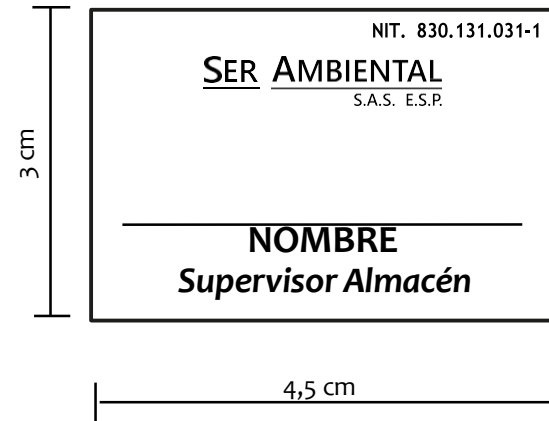 NIT. 830.131.031-1
SER AMBIENTAL
S.A.S. E.S.P.
3 cm
NOMBRE
Supervisor Almacén
4,5 cm